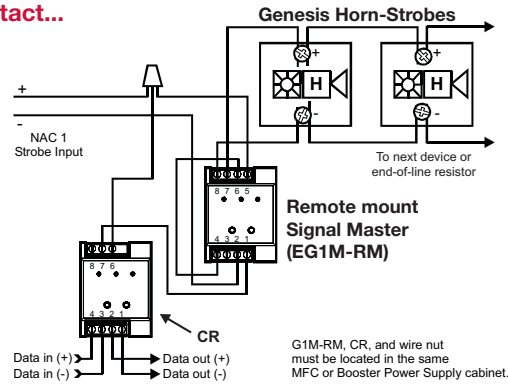 tact...
Genesis Horn-Strobes
+
-
NAC 1
Strobe Input
+
H
-
+
H
-
To next device or
end-of-line resistor
8 7 6 5
4 3 2 1
Remote mount
Signal Master
(EG1M-RM)
8 7 6
4 3 2 1
CR
Data in (+)
Data in (-)
Data out (+)
Data out (-)
G1M-RM, CR, and wire nut
must be located in the same
MFC or Booster Power Supply cabinet.